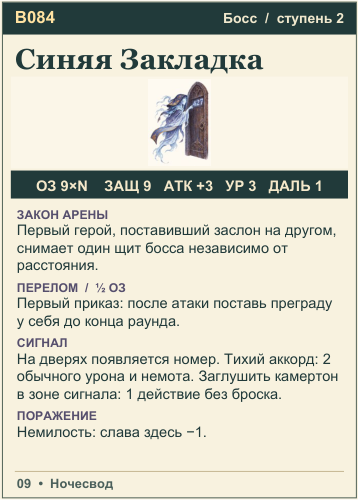 B084
Босс / ступень 2
Синяя Закладка
ОЗ 9×N ЗАЩ 9 АТК +3 УР 3 ДАЛЬ 1
ЗАКОН АРЕНЫ
Первый герой, поставивший заслон на другом,
снимает один щит босса независимо от
расстояния.
ПЕРЕЛОМ / ½ ОЗ
Первый приказ: после атаки поставь преграду
у себя до конца раунда.
СИГНАЛ
На дверях появляется номер. Тихий аккорд: 2
обычного урона и немота. Заглушить камертон
в зоне сигнала: 1 действие без броска.
ПОРАЖЕНИЕ
Немилость: слава здесь −1.
09 • Ночесвод